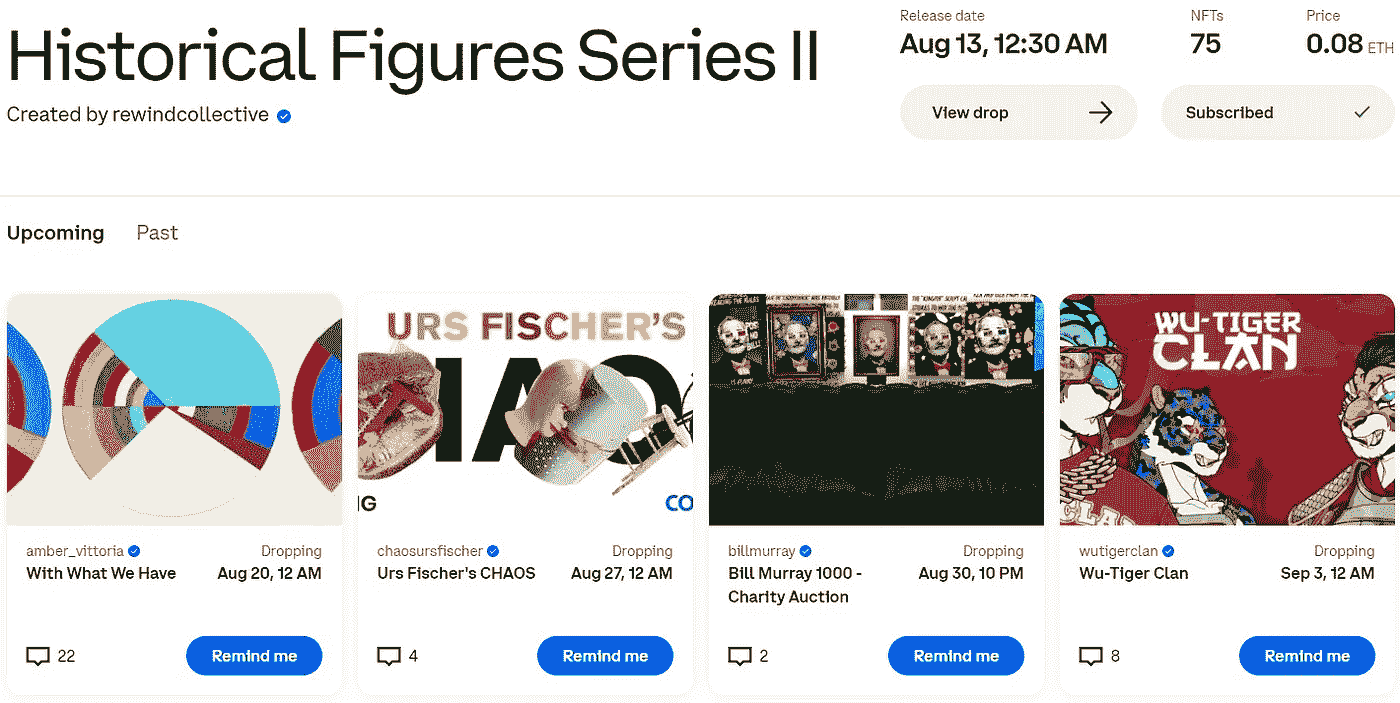 Historical Figures Series II
Created by rewindcollective
Release date
Aug 13, 12:30 AM
NFTs
75
Price
0.08 ETH
View drop
Subscribed
Upcoming
Past
URS FISCHER'S
CHAOS
NG
CO
WU-TIGER
CLAN
amber_vittoria
Dropping
With What We Have
Aug 20, 12 AM
22
Remind me
chaosursfischer
Dropping
Urs Fischer's CHAOS
Aug 27, 12 AM
4
Remind me
billmurray
Dropping
Bill Murray 1000 -
Charity Auction
Aug 30, 10 PM
2
Remind me
wutigerclan
Dropping
Wu-Tiger Clan
Sep 3, 12 AM
8
Remind me